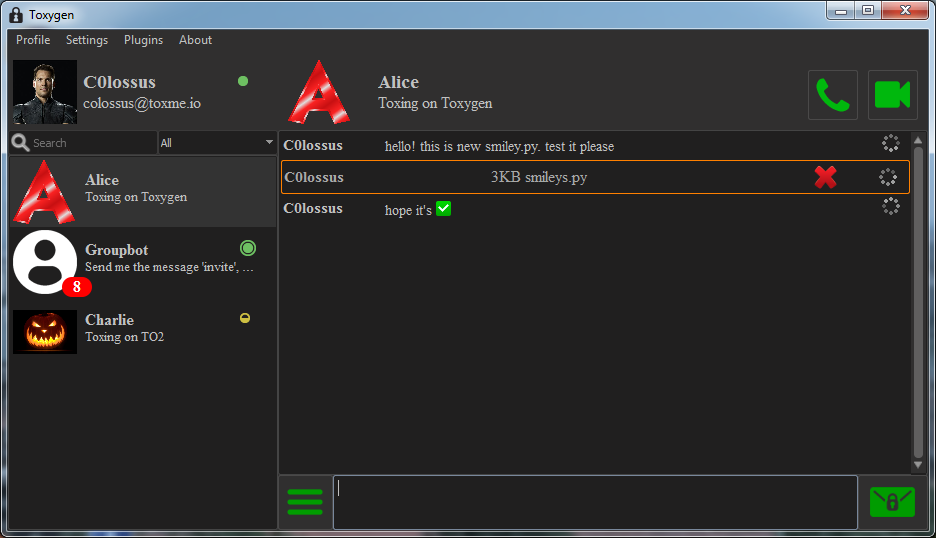 Toxygen
Profile Settings Plugins About
C0lossus
colossus@toxme.io
Alice
Toxing on Toxygen
Search
All
Alice
Toxing on Toxygen
Groupbot
Send me the message 'invite', ...
8
Charlie
Toxing on TO2
C0lossus hello! this is new smiley.py. test it please
C0lossus 3KB smileys.py
C0lossus hope it's